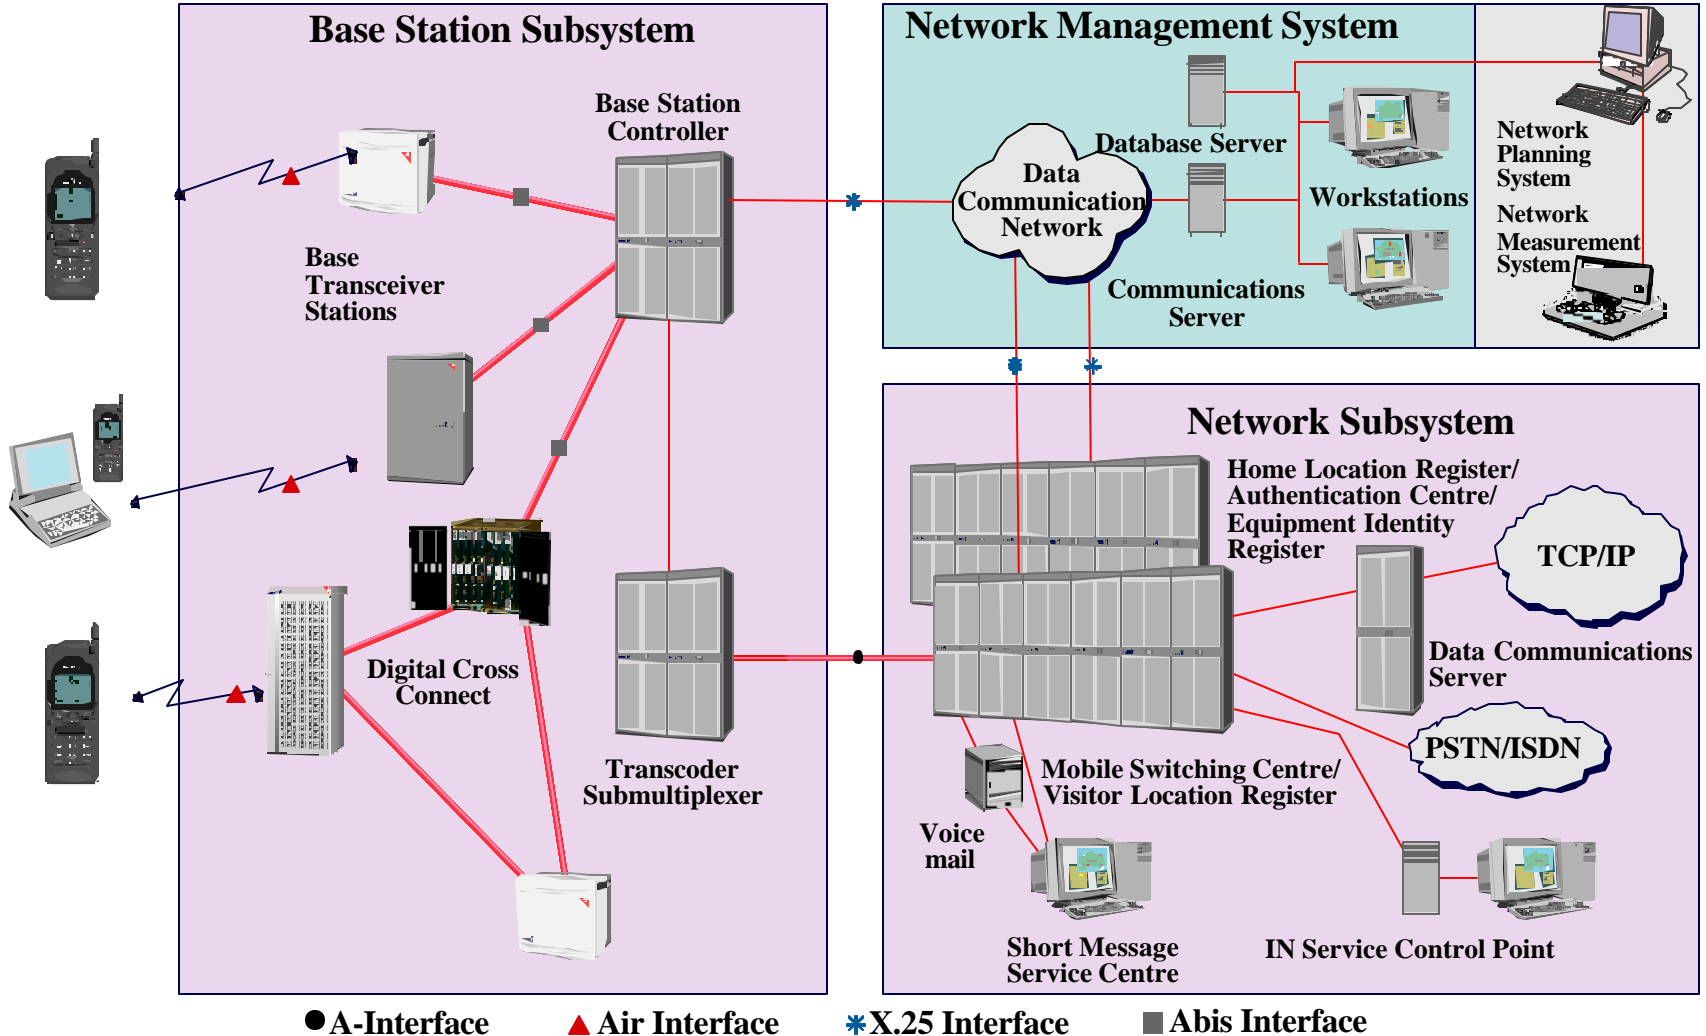 Base Station Subsystem
Base Station
Controller
Base
Transceiver
Stations
Digital Cross
Connect
Transcoder
Submultiplexer
Network Management System
Database Server
Data
Communication
Network
Workstations
Communications
Server
Network
Planning
System
Network
Measurement
System
Network Subsystem
Home Location Register/
Authentication Centre/
Equipment Identity
Register
TCP/IP
Data Communications
Server
PSTN/ISDN
Mobile Switching Centre/
Visitor Location Register
Voice
mail
Short Message
Service Centre
IN Service Control Point
A-Interface
Air Interface
X.25 Interface
Abis Interface